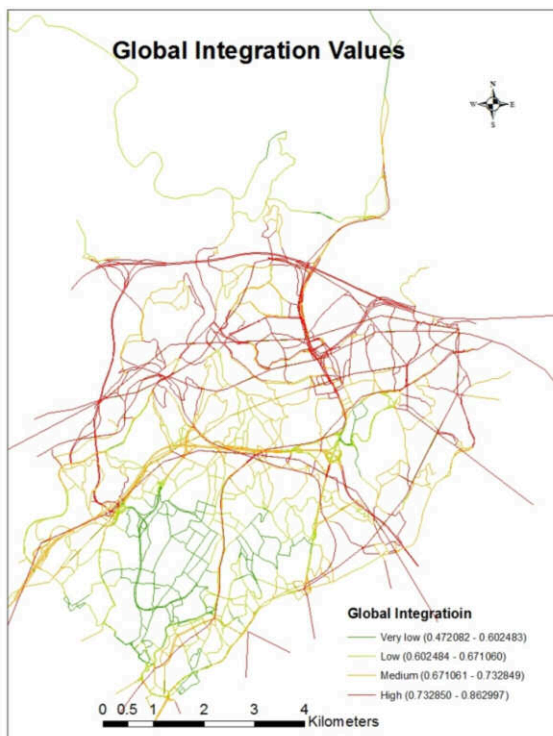 Global Integration Values
N
W E
S
Global Integratioin
Very low (0.472082 - 0.602483)
Low (0.602484 - 0.671060)
Medium (0.671061 - 0.732849)
High (0.732850 - 0.862997)
0 0.5 1 2 3 4
Kilometers